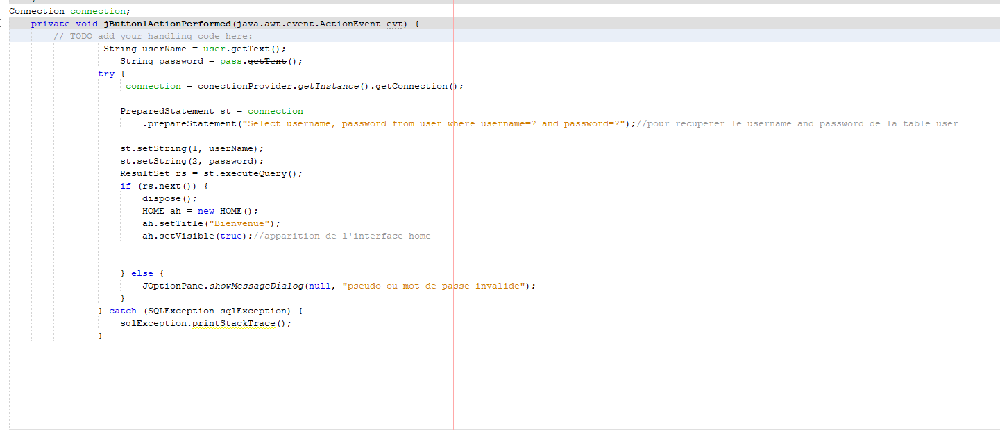 Connection connection;
private void jButton1ActionPerformed(java.awt.event.ActionEvent evt) {
// TODO add your handling code here:
String userName = user.getText();
String password = pass.getText();
try {
connection = conectionProvider.getInstance().getConnection();
PreparedStatement st = connection
.prepareStatement("Select username, password from user where username=? and password=?");//pour recuperer le username and password de la table user
st.setString(1, userName);
st.setString(2, password);
ResultSet rs = st.executeQuery();
if (rs.next()) {
dispose();
HOME ah = new HOME();
ah.setTitle("Bienvenue");
ah.setVisible(true);//apparition de l'interface home
} else {
JOptionPane.showMessageDialog(null, "pseudo ou mot de passe invalide");
}
} catch (SQLException sqlException) {
sqlException.printStackTrace();
}